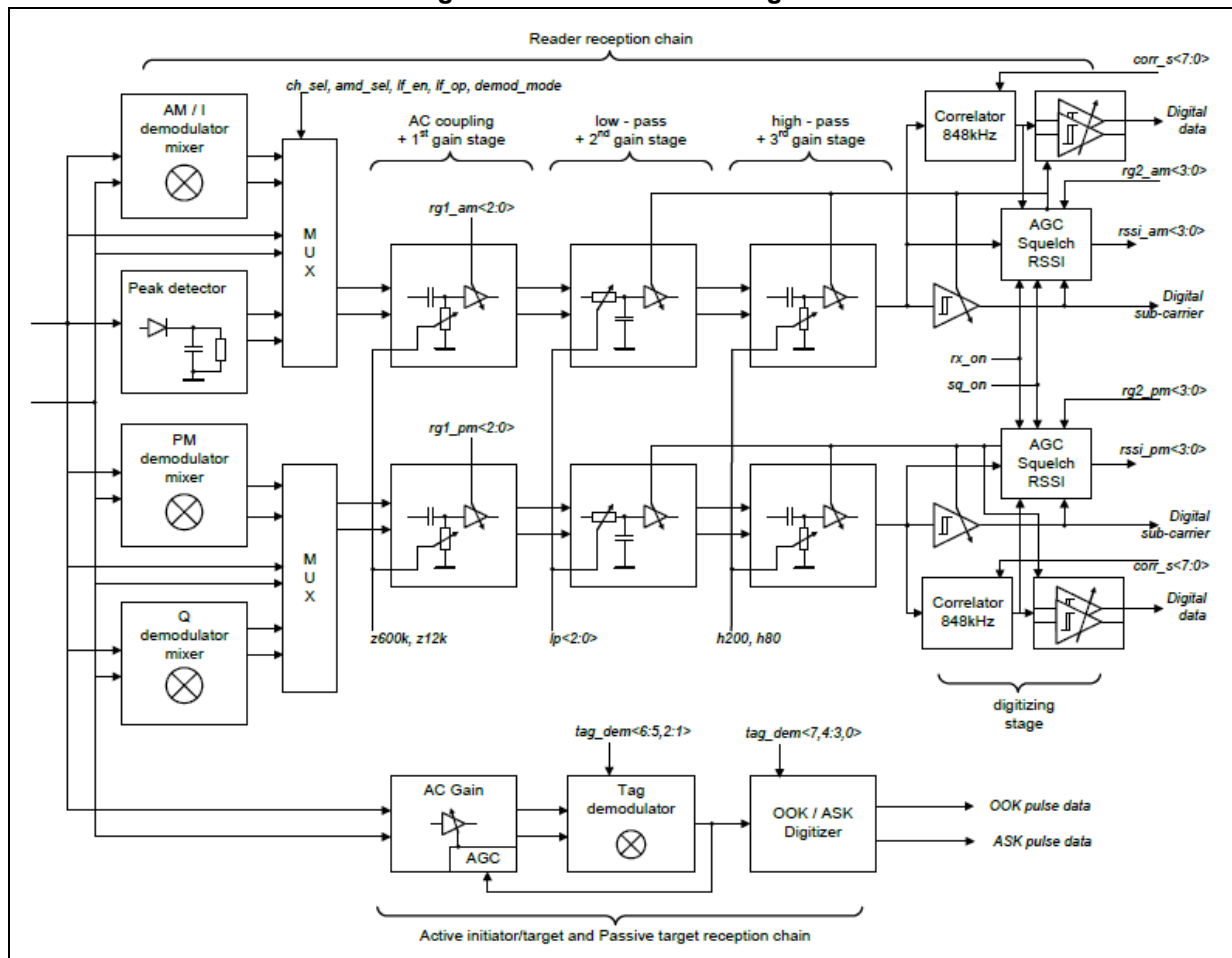 Reader reception chain
corr_s<7:0>
ch_sel, amd_sel, lf_en, lf_op, demod_mode
AM / I
demodulator
mixer
AC coupling
+ 1st gain stage
low - pass
+ 2nd gain stage
high - pass
+ 3rd gain stage
Correlator
848kHz
Digital
data
rg2_am<3:0>
rg1_am<2:0>
M
U
X
AGC
Squelch
RSSI
rssi_am<3:0>
Peak detector
Digital
sub-carrier
rx_on
sq_on
rg2_pm<3:0>
PM
demodulator
mixer
rg1_pm<2:0>
AGC
Squelch
RSSI
rssi_pm<3:0>
M
U
X
Digital
sub-carrier
corr_s<7:0>
Q
demodulator
mixer
Correlator
848kHz
Digital
data
z600k, z12k
lp<2:0>
h200, h80
digitizing
stage
tag_dem<6:5,2:1>
tag_dem<7,4:3,0>
AC Gain
AGC
Tag
demodulator
OOK / ASK
Digitizer
OOK pulse data
ASK pulse data
Active initiator/target and Passive target reception chain